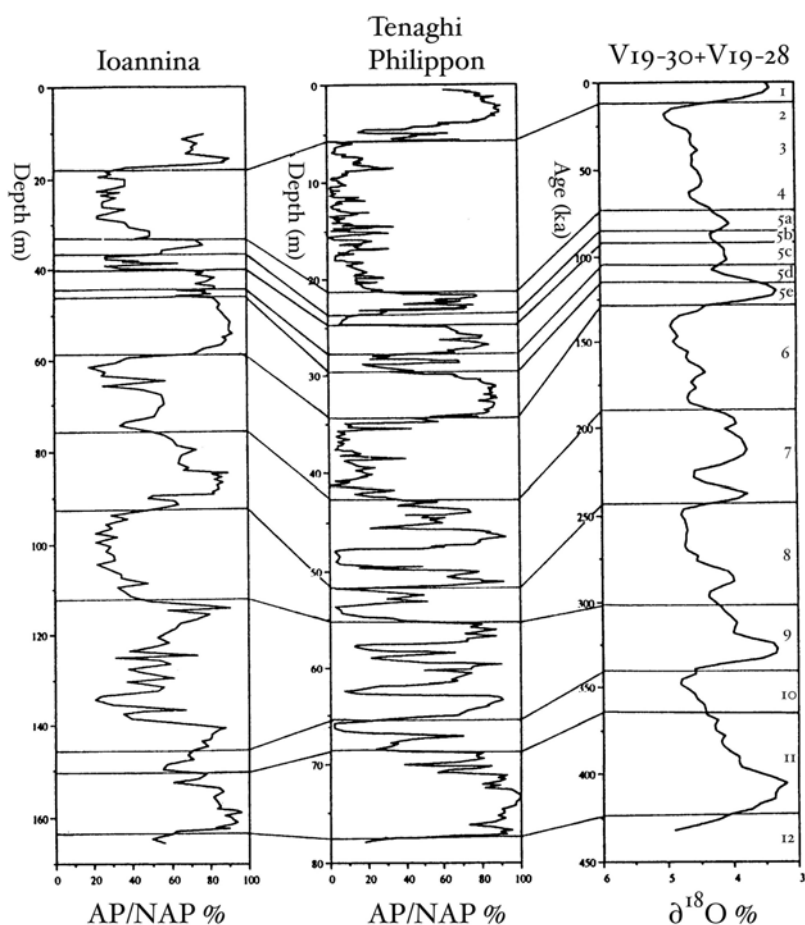 Ioannina
Tenaghi
Philippon
V19-30+V19-28
Depth (m)
0
20
40
60
80
100
120
140
160
0 20 40 60 80 100
AP/NAP %
Depth (m)
0
10
20
30
40
50
60
70
80
0 20 40 60 80 100
AP/NAP %
Age (ka)
0
50
100
150
200
250
300
350
400
450
6 5 4 3
∂¹⁸O %
1
2
3
4
5a
5b
5c
5d
5e
6
7
8
9
10
11
12